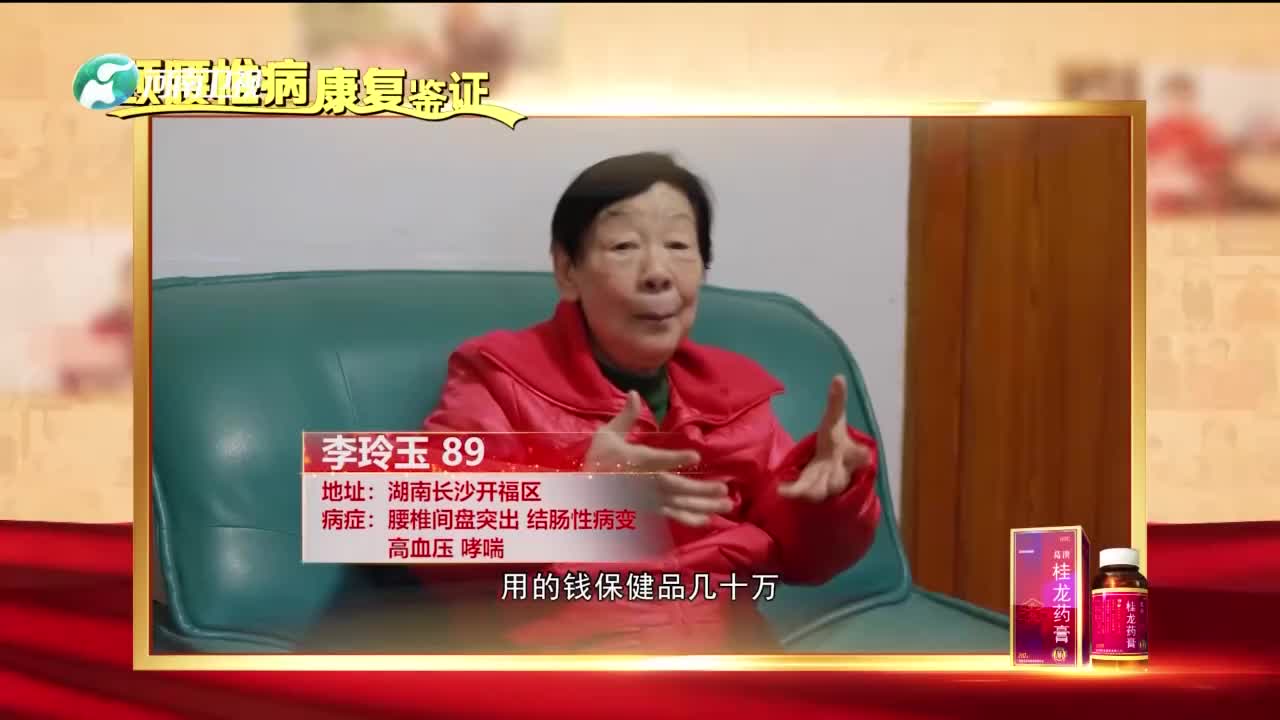 颈腰椎病康复鉴证
李玲玉 89
地址：湖南长沙开福区
病症：腰椎间盘突出 结肠性病变
高血压 哮喘
用的钱保健品几十万
葛洪
桂龙药膏
桂龙药膏